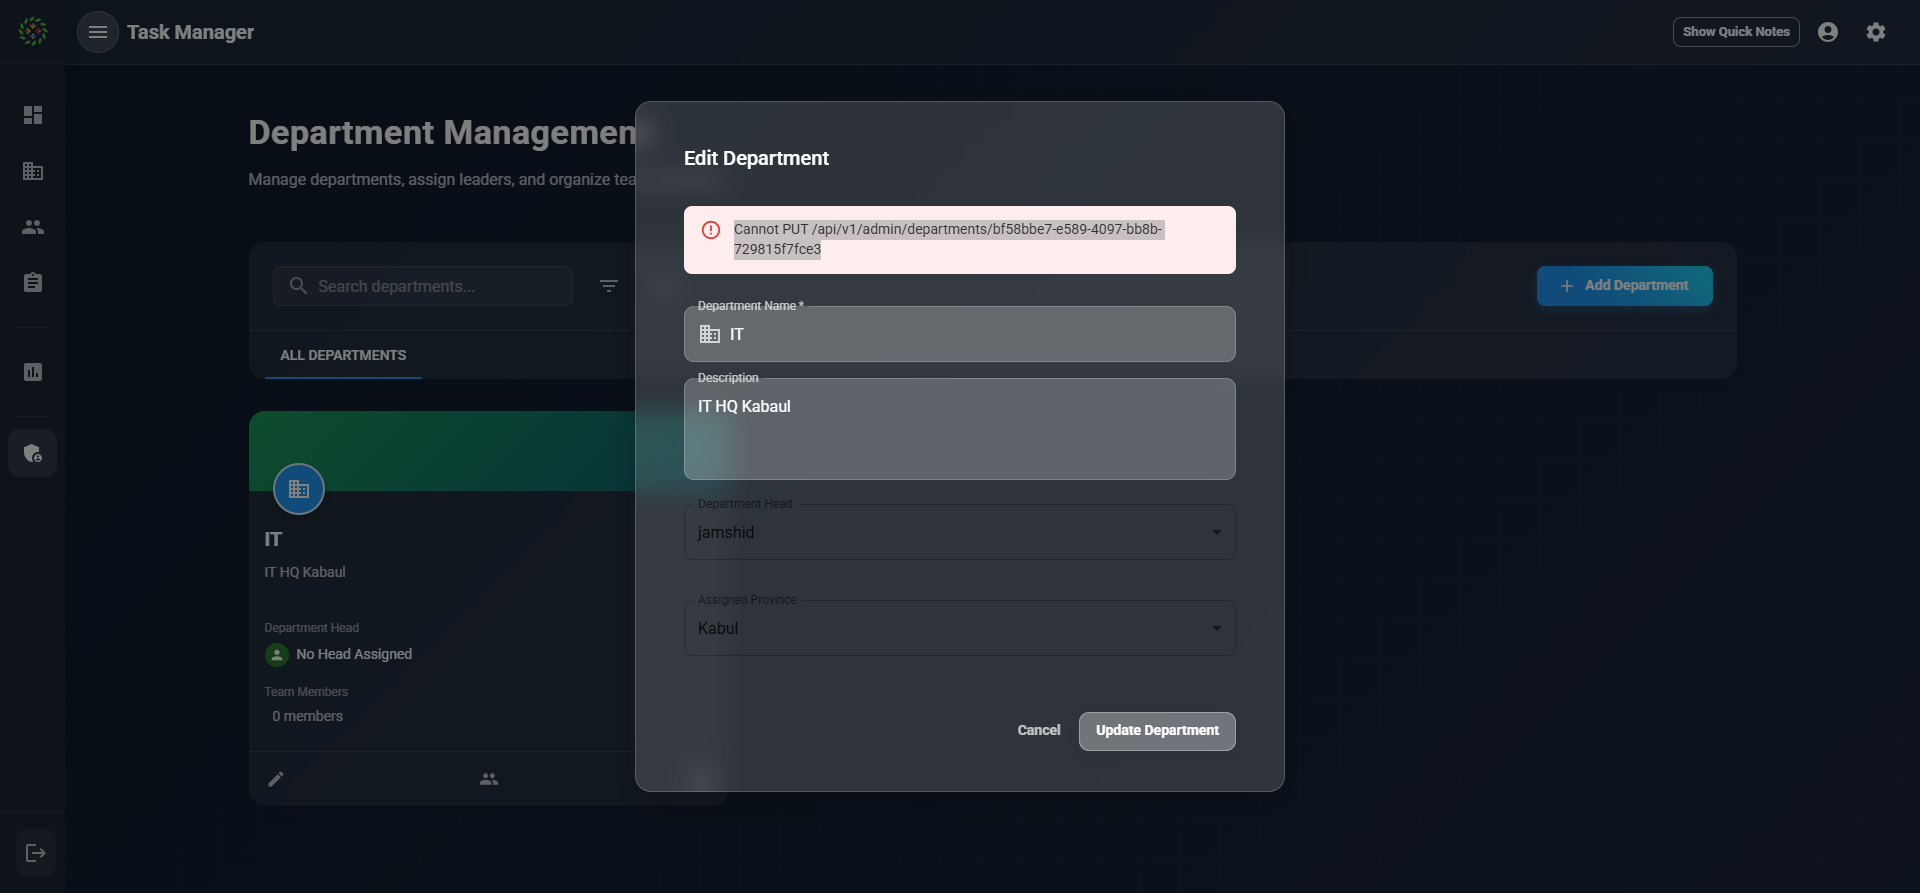 Task Manager
Show Quick Notes
Department Managemen
Manage departments, assign leaders, and organize tea
Search departments...
Add Department
ALL DEPARTMENTS
IT
IT HQ Kabaul
Department Head
No Head Assigned
Team Members
0 members
Edit Department
Cannot PUT /api/v1/admin/departments/bf58bbe7-e589-4097-bb8b-
729815f7fce3
Department Name *
IT
Description
IT HQ Kabaul
Department Head
jamshid
Assigned Province
Kabul
Cancel
Update Department